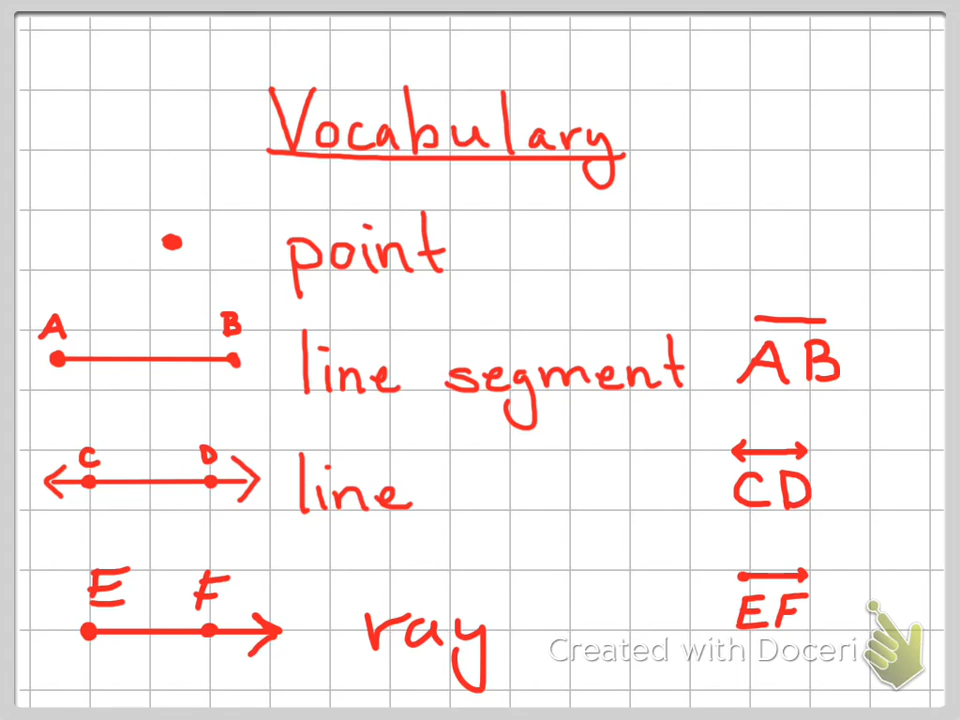 Vocabulary
point
A B line segment AB
C D line CD
E F ray EF
Created with Doceri